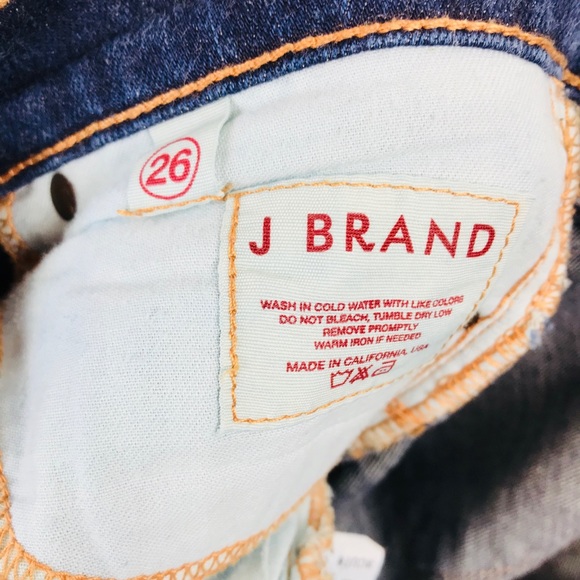 26
J BRAND
WASH IN COLD WATER WITH LIKE COLORS
DO NOT BLEACH, TUMBLE DRY LOW
REMOVE PROMPTLY
WARM IRON IF NEEDED
MADE IN CALIFORNIA, USA